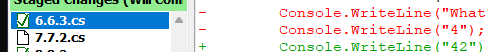 Staged Changes (Will Com
6.6.3.cs
7.7.2.cs
- Console.WriteLine("What
- Console.WriteLine("4");
+ Console.WriteLine("42")